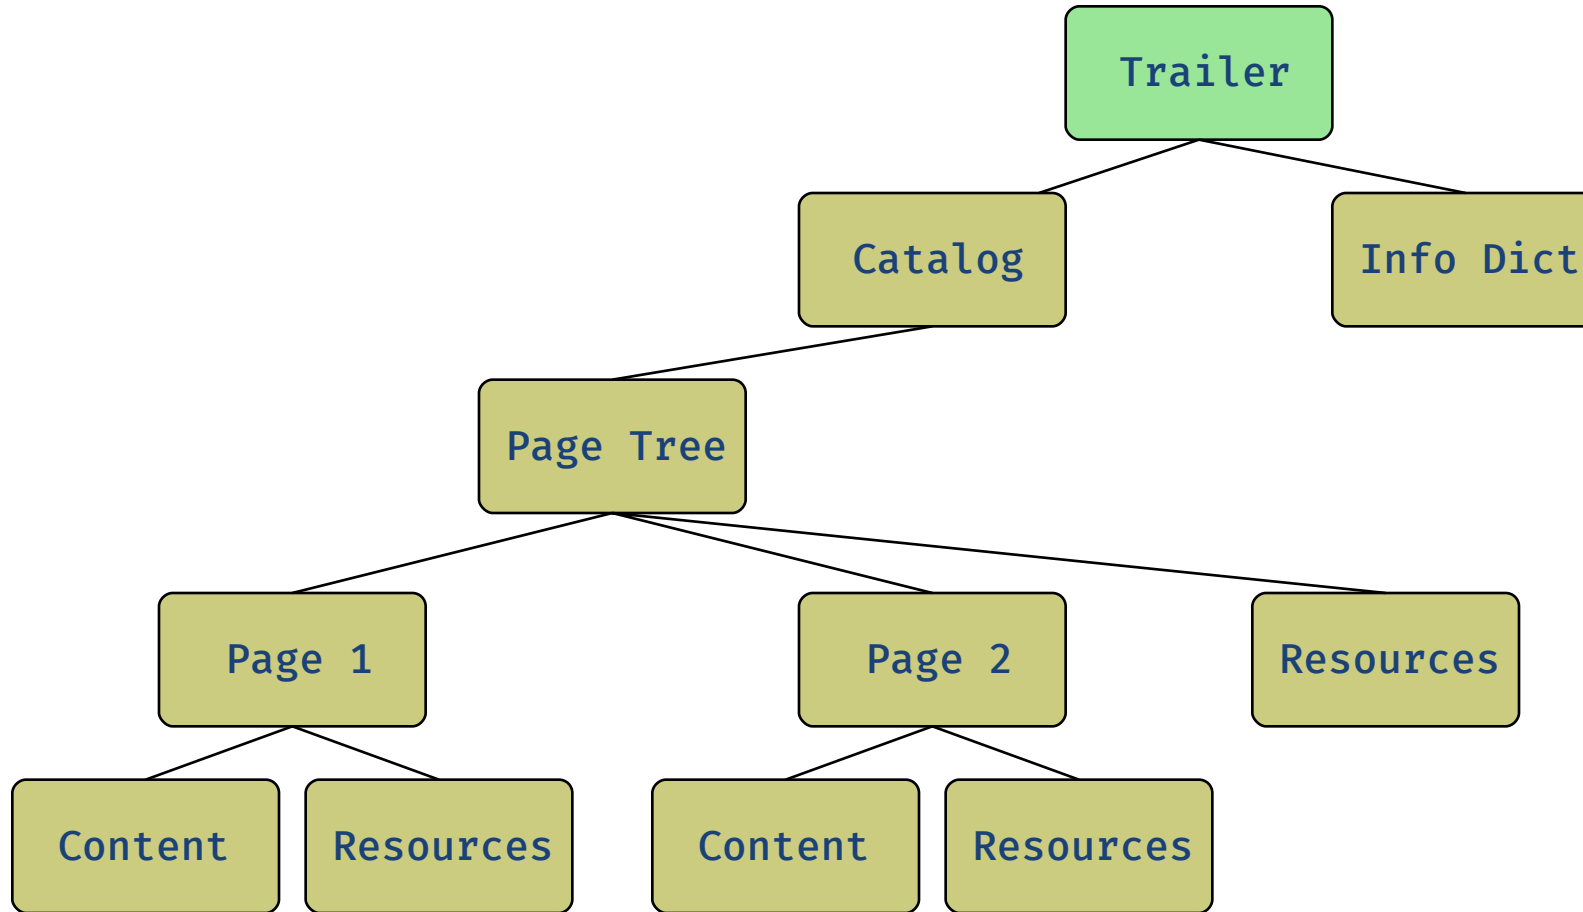 Trailer
Catalog
Info Dict
Page Tree
Page 1
Page 2
Resources
Content
Resources
Content
Resources